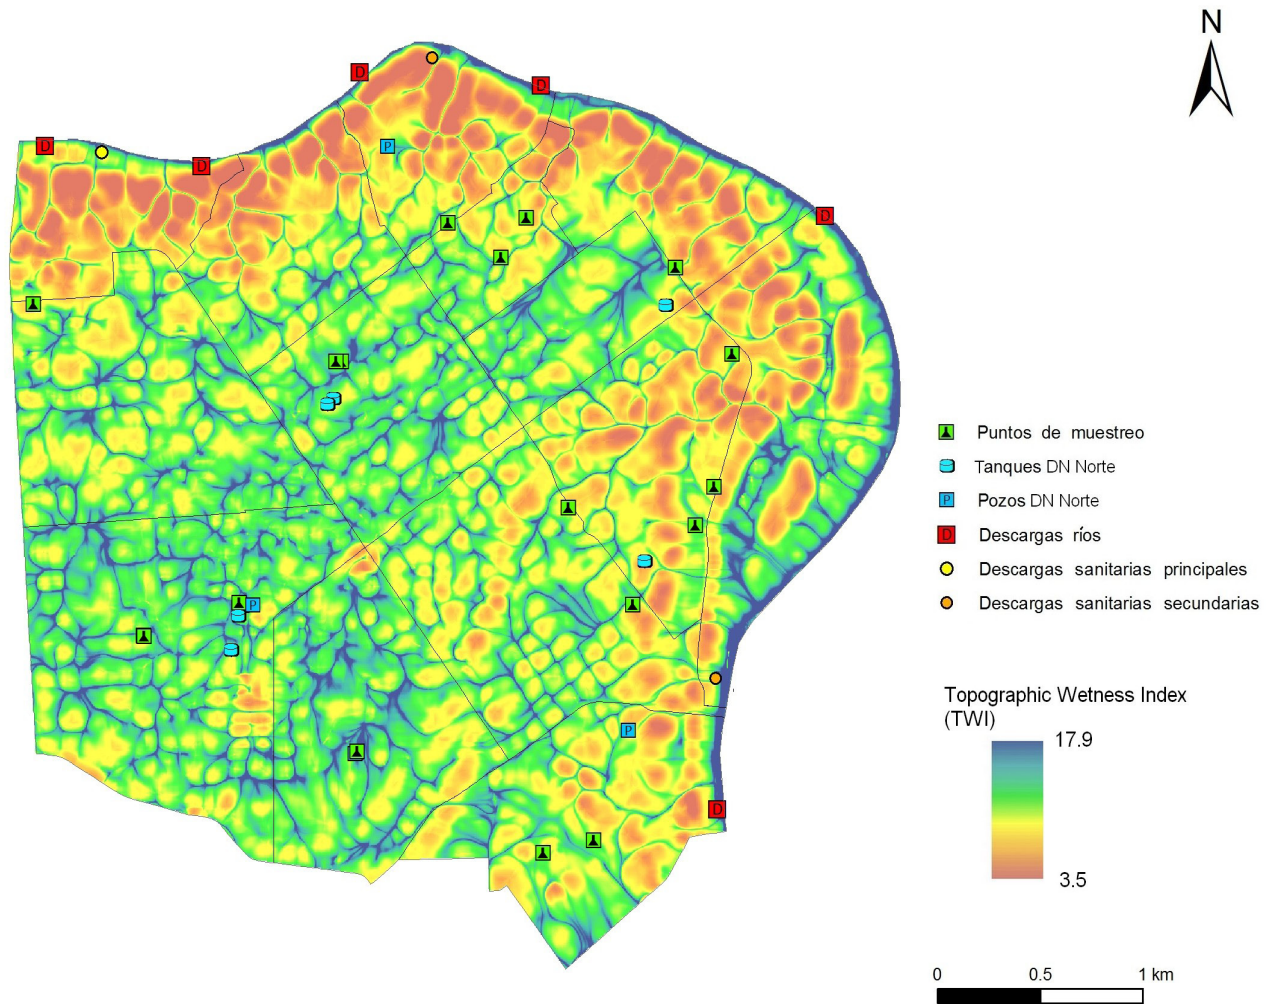 N
D
D
D
D
P
D
P
P
D
Puntos de muestreo
Tanques DN Norte
P Pozos DN Norte
D Descargas ríos
Descargas sanitarias principales
Descargas sanitarias secundarias
Topographic Wetness Index
(TWI)
17.9
3.5
0 0.5 1 km